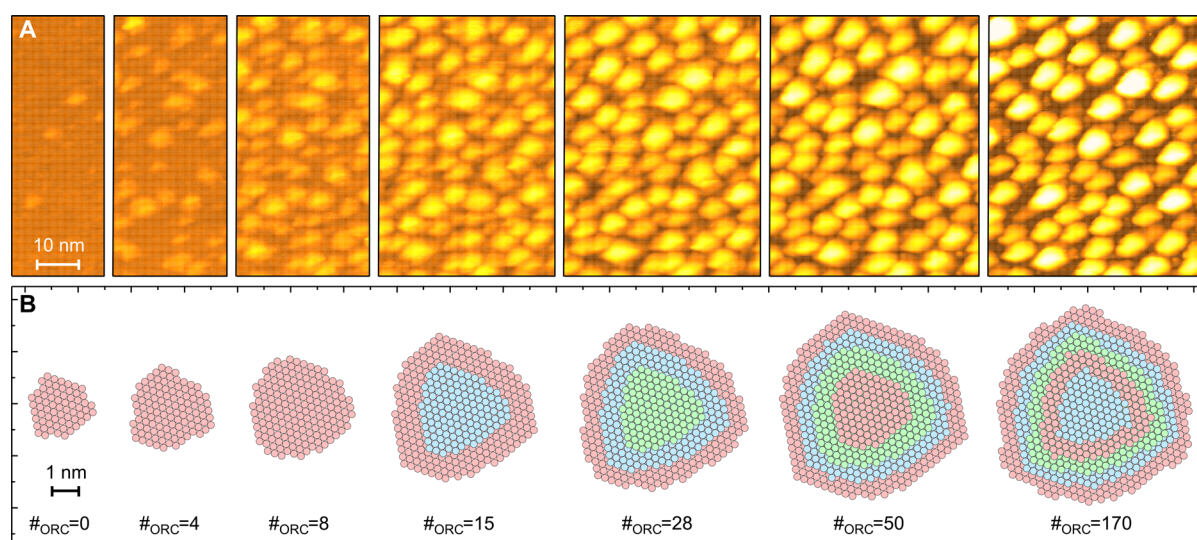 A
10 nm
B
1 nm
#ORC=0
#ORC=4
#ORC=8
#ORC=15
#ORC=28
#ORC=50
#ORC=170